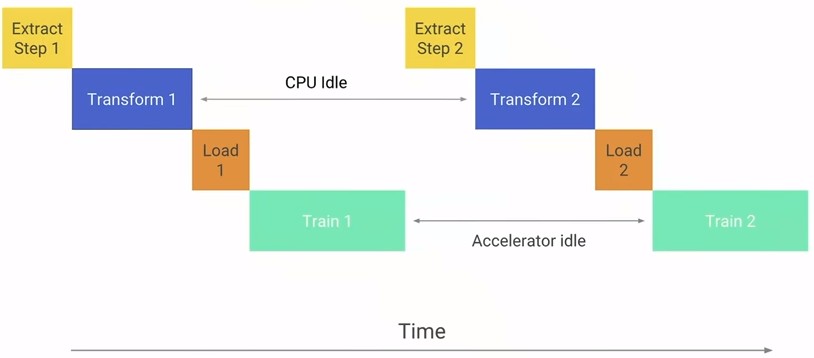 Extract
Step 1
Extract
Step 2
Transform 1
CPU Idle
Transform 2
Load
1
Load
2
Train 1
Accelerator idle
Train 2
Time